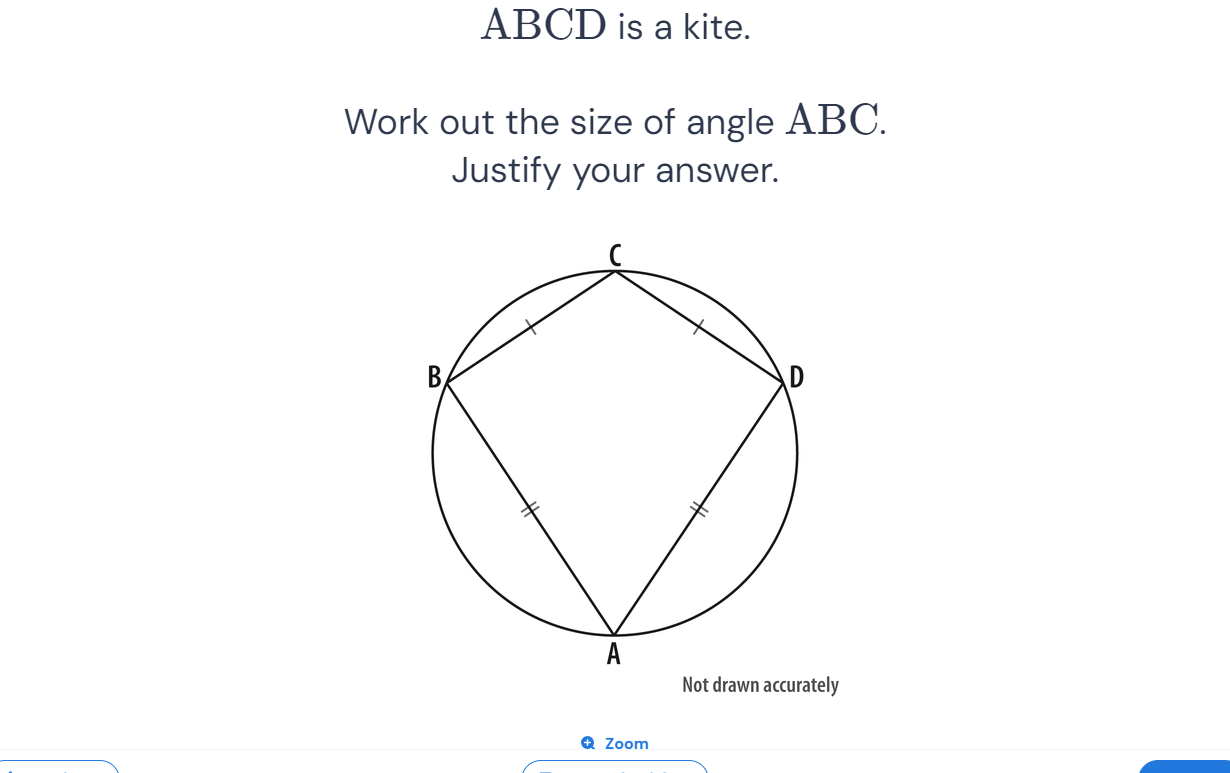 ABCD is a kite.
Work out the size of angle ABC.
Justify your answer.
C
B
D
A
Not drawn accurately
Zoom